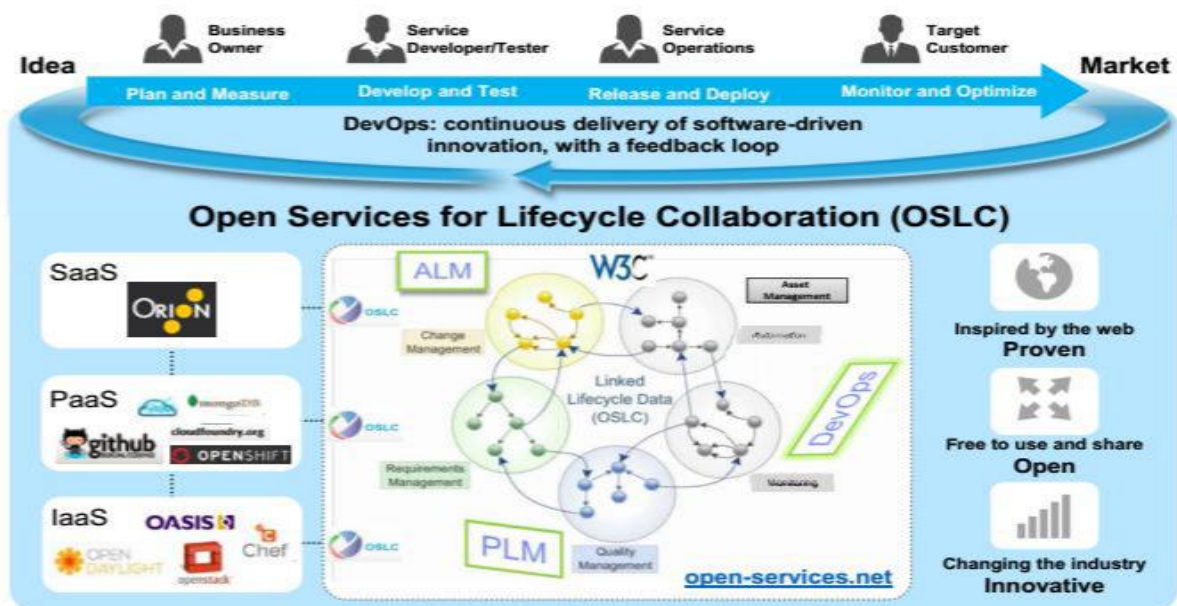 Business
Owner
Service
Developer/Tester
Service
Operations
Target
Customer
Idea
Market
Plan and Measure
Develop and Test
Release and Deploy
Monitor and Optimize
DevOps: continuous delivery of software-driven
innovation, with a feedback loop
Open Services for Lifecycle Collaboration (OSLC)
SaaS
ORION
PaaS
mongoDB
cloudfoundry.org
github
SOCIAL CODING
OPENSHIFT
IaaS
OASIS
Chef
OPEN
DAYLIGHT
openstack
OSLC
OSLC
OSLC
ALM
W3C
Asset
Management
Change
Management
Automation
Linked
Lifecycle Data
(OSLC)
DevOps
Requirements
Management
Monitoring
PLM
Quality
Management
open-services.net
Inspired by the web
Proven
Free to use and share
Open
Changing the industry
Innovative